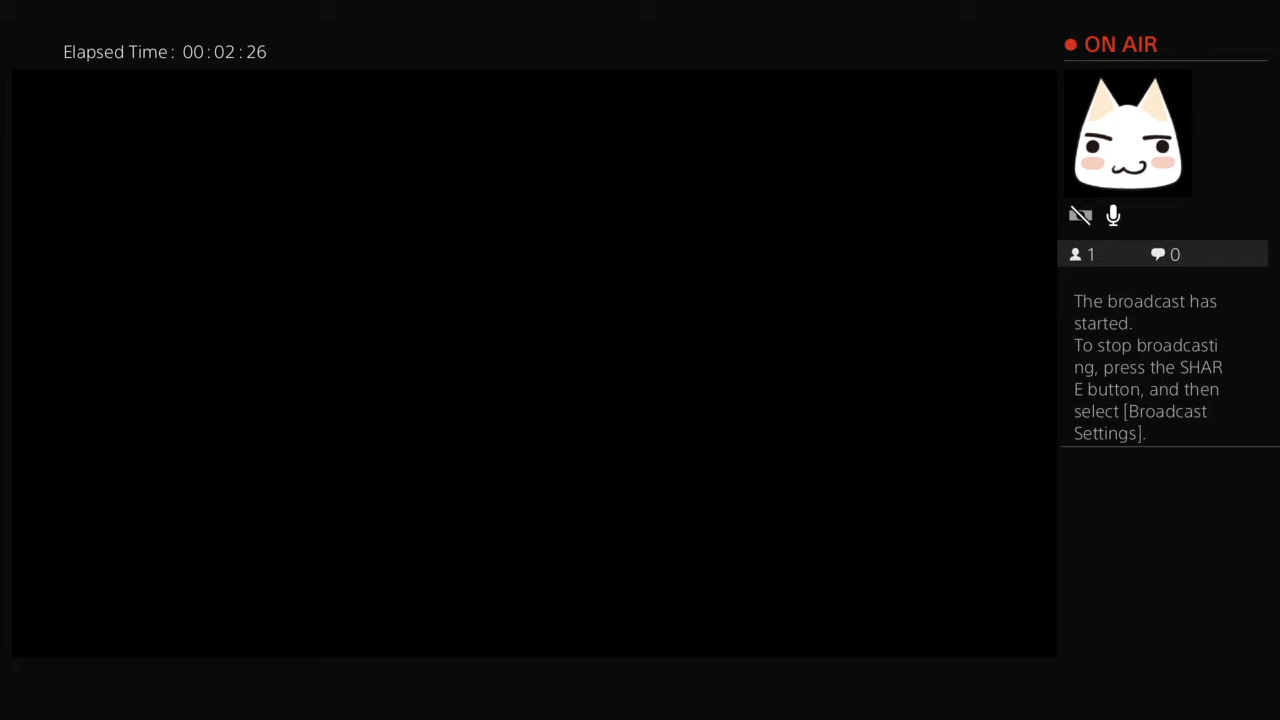 Elapsed Time: 00:02:26
ON AIR
1 0
The broadcast has
started.
To stop broadcasti
ng, press the SHAR
E button, and then
select [Broadcast
Settings].